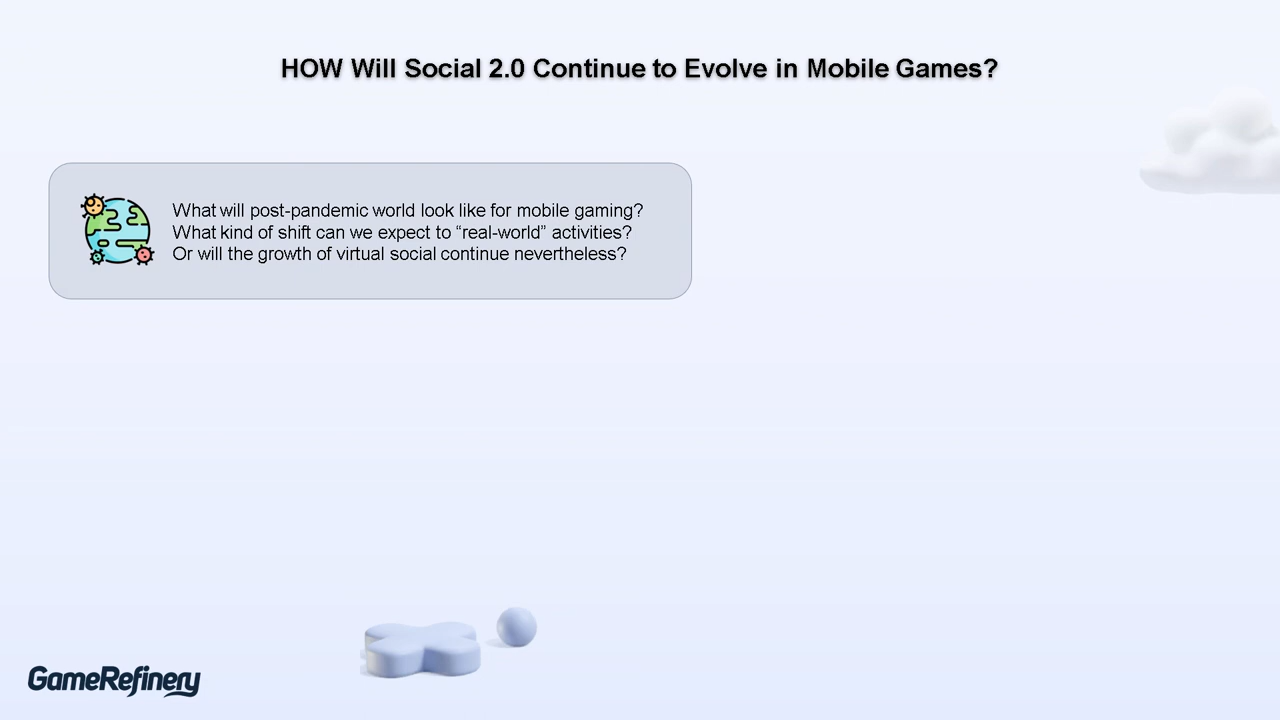 HOW Will Social 2.0 Continue to Evolve in Mobile Games?
What will post-pandemic world look like for mobile gaming?
What kind of shift can we expect to “real-world” activities?
Or will the growth of virtual social continue nevertheless?
GameRefinery